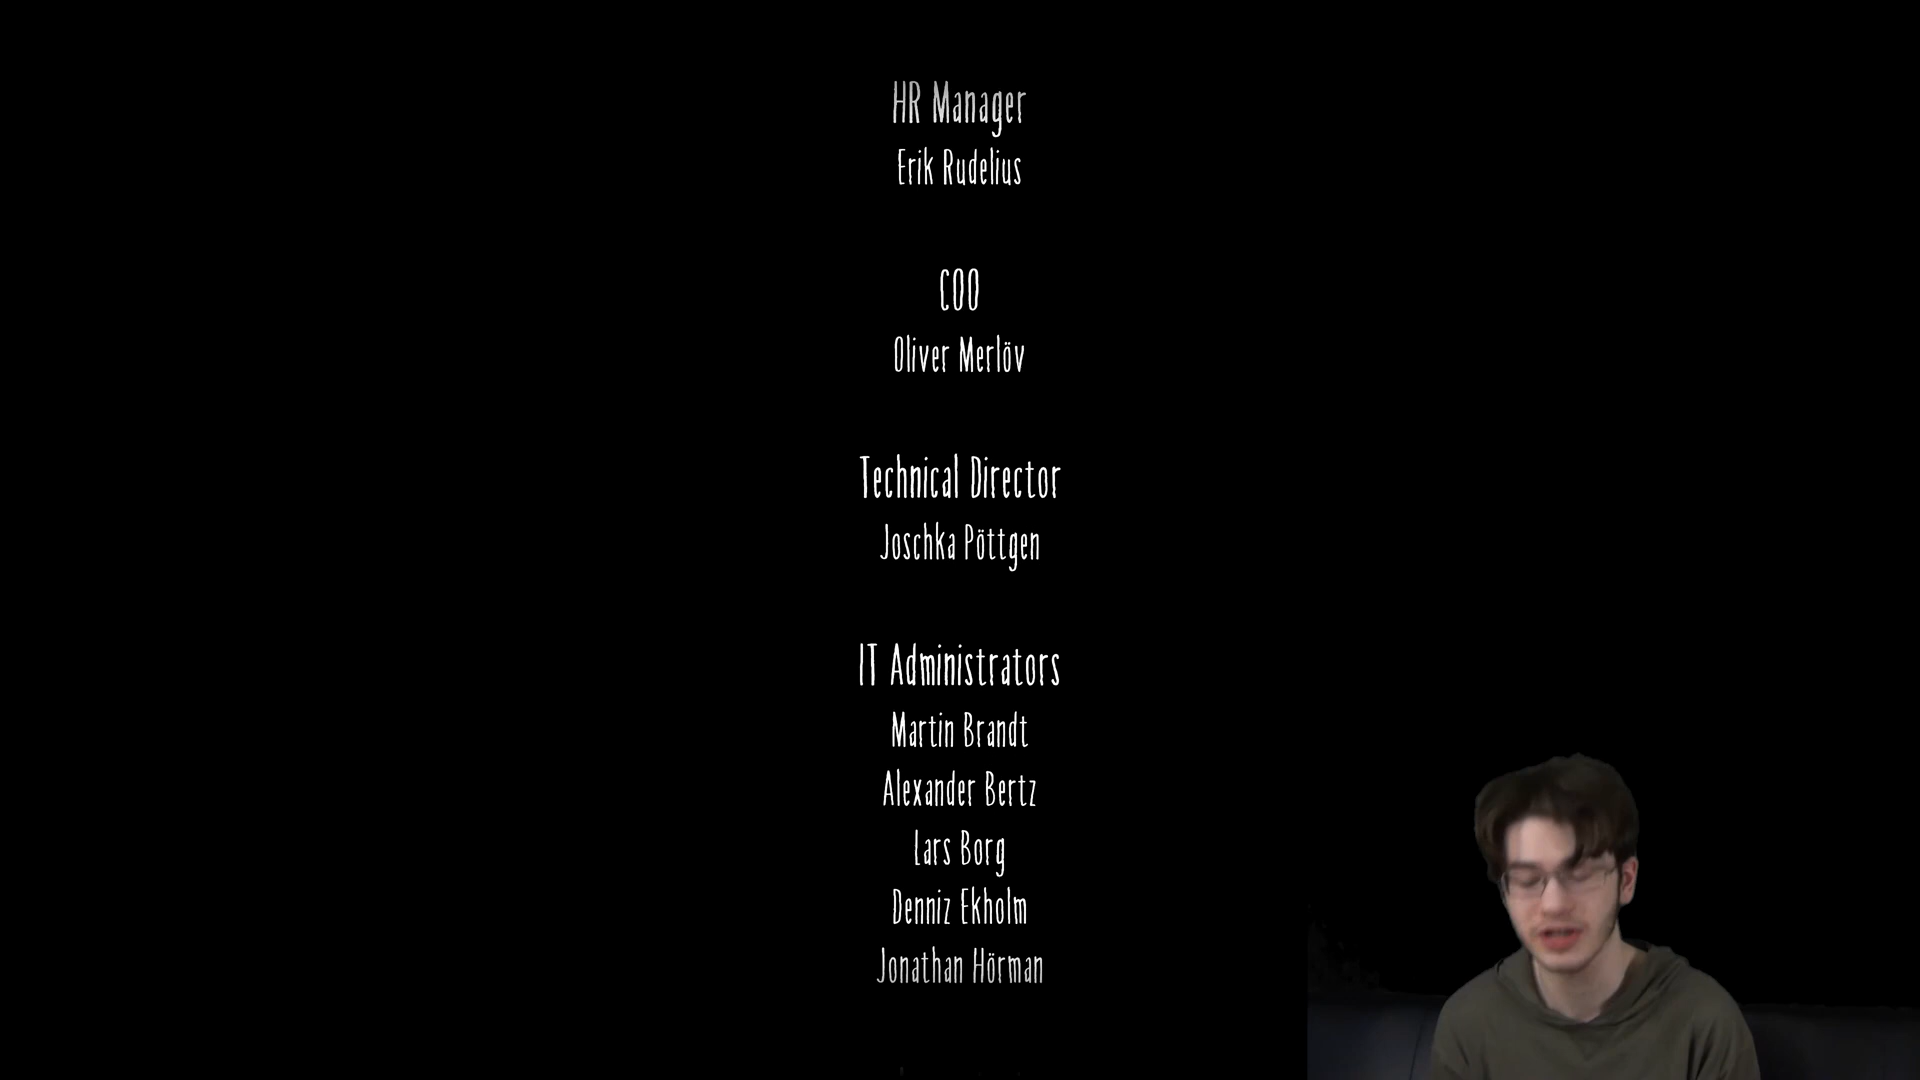 HR Manager
Erik Rudelius
COO
Oliver Merlöv
Technical Director
Joschka Pöttgen
IT Administrators
Martin Brandt
Alexander Bertz
Lars Borg
Denniz Ekholm
Jonathan Hörman